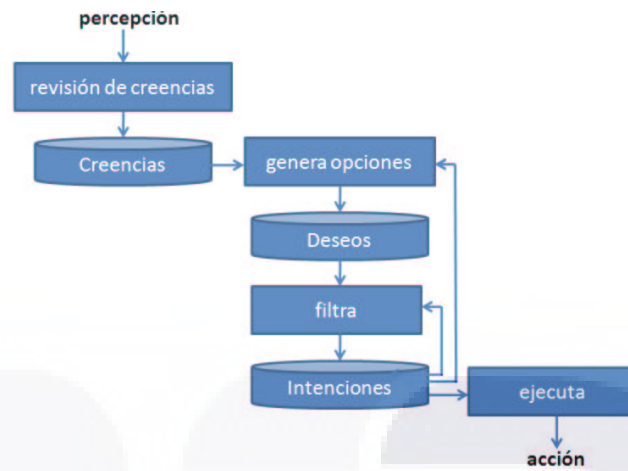 percepción
revisión de creencias
Creencias
genera opciones
Deseos
filtra
Intenciones
ejecuta
acción